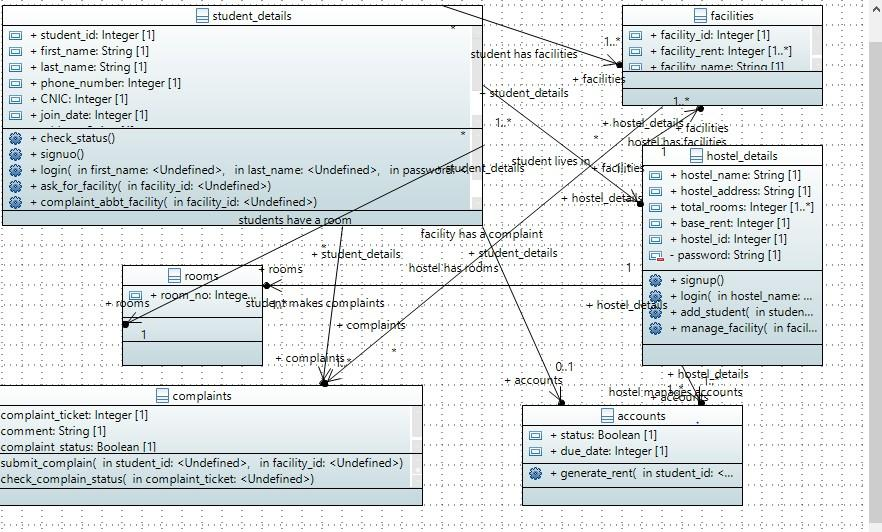 student_details
+ student_id: Integer [1]
+ first_name: String [1]
+ last_name: String [1]
+ phone_number: Integer [1]
+ CNIC: Integer [1]
+ join_date: Integer [1]
+ check_status()
+ signuo()
+ login( in first_name: <Undefined>, in last_name: <Undefined>, in password
+ ask_for_facility( in facility_id: <Undefined>)
+ complaint_abbt_facility( in facility_id: <Undefined>)
students have a room
*
student has facilities
1..*
+ facilities
facilities
+ facility_id: Integer [1]
+ facility_rent: Integer [1..*]
+ facility_name: String [1]
+ student_details
1..*
*
student_details
student lives in
*
1..*
+ hostel_details
+ facilities
hostel has facilities
1
+ facilities
+ hostel_details
hostel_details
+ hostel_name: String [1]
+ hostel_address: String [1]
+ total_rooms: Integer [1..*]
+ base_rent: Integer [1]
+ hostel_id: Integer [1]
- password: String [1]
+ signup()
+ login( in hostel_name: ...
+ add_student( in studen...
+ manage_facility( in facil...
facility has a complaint
*
+ student_details
+ student_details
hostel has rooms
1
+ rooms
rooms
+ room_no: Intege...
+ rooms
1
student makes complaints
+ hostel_details
+ complaints
*
+ complaints
0..1
+ accounts
+ hostel_details
hostel manages accounts
+ accounts
complaints
complaint_ticket: Integer [1]
comment: String [1]
complaint_status: Boolean [1]
submit_complain( in student_id: <Undefined>, in facility_id: <Undefined>)
check_complain_status( in complaint_ticket: <Undefined>)
accounts
+ status: Boolean [1]
+ due_date: Integer [1]
+ generate_rent( in student_id: <...